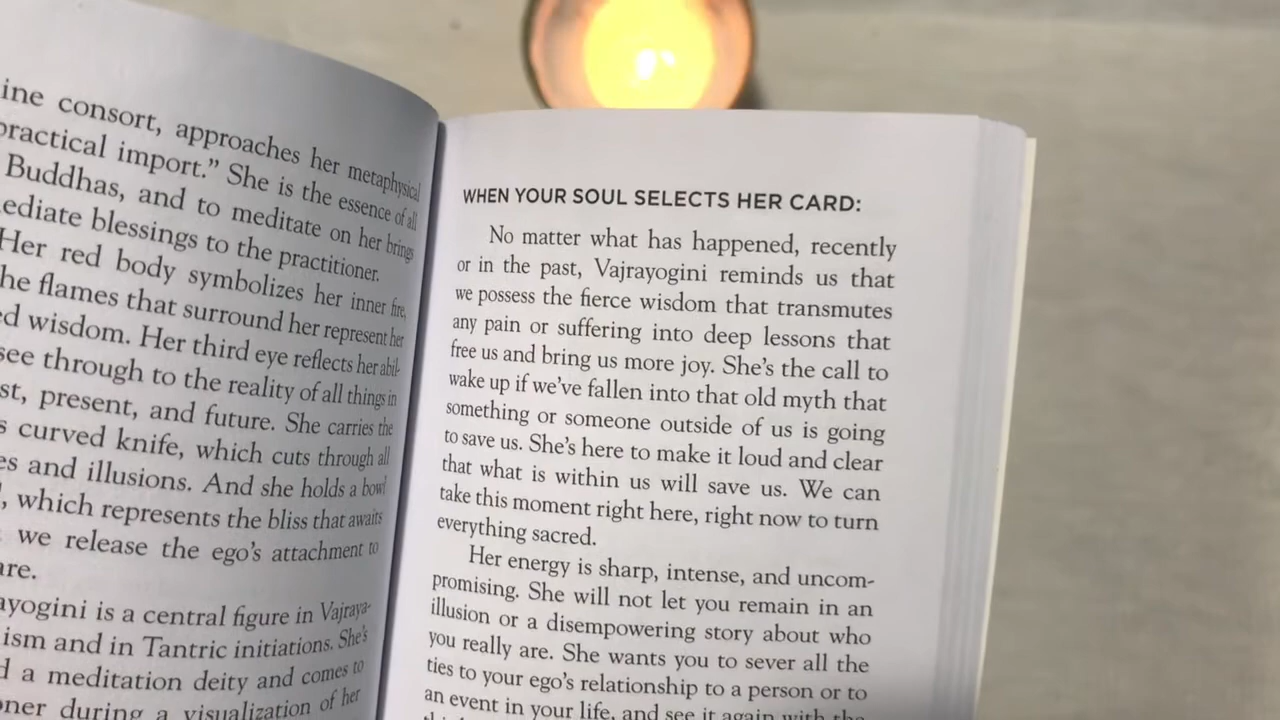 ine consort, approaches her metaphysical
practical import.” She is the essence of all
Buddhas, and to meditate on her brings
ediate blessings to the practitioner.
Her red body symbolizes her inner fire,
he flames that surround her represent her
ed wisdom. Her third eye reflects her abil-
see through to the reality of all things in
st, present, and future. She carries the
s curved knife, which cuts through all
es and illusions. And she holds a bowl
, which represents the bliss that awaits
we release the ego’s attachment to
are.
ayogini is a central figure in Vajraya-
ism and in Tantric initiations. She’s
d a meditation deity and comes to
oner during a visualization of her
WHEN YOUR SOUL SELECTS HER CARD:
No matter what has happened, recently
or in the past, Vajrayogini reminds us that
we possess the fierce wisdom that transmutes
any pain or suffering into deep lessons that
free us and bring us more joy. She’s the call to
wake up if we’ve fallen into that old myth that
something or someone outside of us is going
to save us. She’s here to make it loud and clear
that what is within us will save us. We can
take this moment right here, right now to turn
everything sacred.
Her energy is sharp, intense, and uncom-
promising. She will not let you remain in an
illusion or a disempowering story about who
you really are. She wants you to sever all the
ties to your ego’s relationship to a person or to
an event in your life, and see it again with the